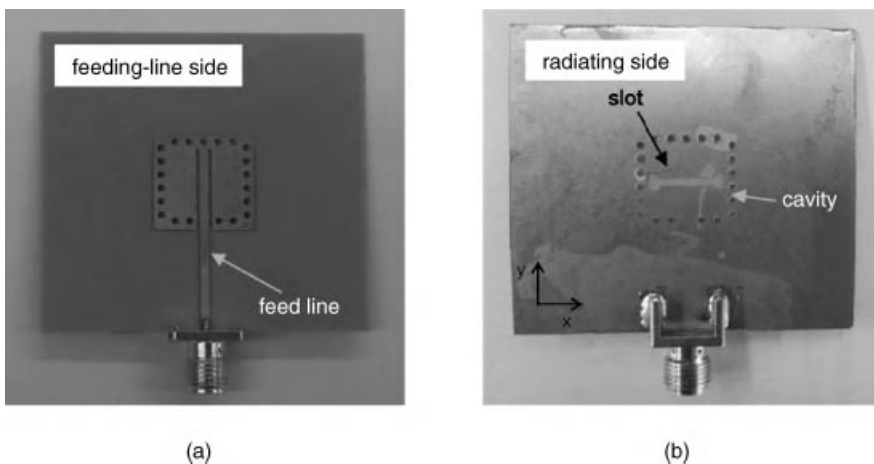 feeding-line side
feed line
(a)
radiating side
slot
cavity
y
x
(b)